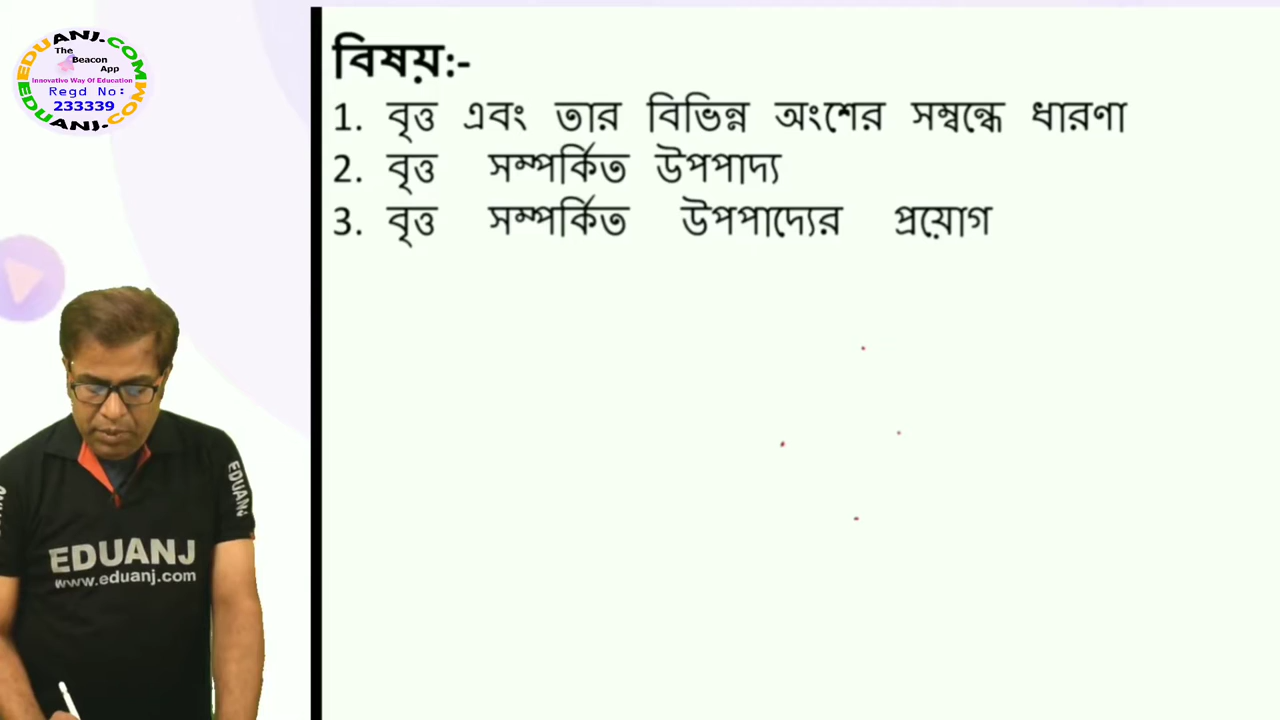 EDUANJ.COM
The
Beacon
App
Innovative Way Of Education
Regd No:
233339
EDUANJ.COM
বিষয়ঃ-
1. বৃত্ত এবং তার বিভিন্ন অংশের সম্বন্ধে ধারণা
2. বৃত্ত সম্পর্কিত উপপাদ্য
3. বৃত্ত সম্পর্কিত উপপাদ্যের প্রয়োগ
EDUANJ
EDUANJ
www.eduanj.com